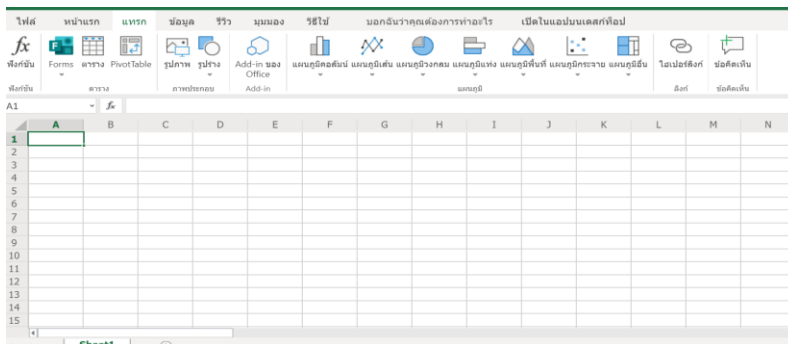 ไฟล์ หน้าแรก แทรก ข้อมูล รีวิว มุมมอง วิธีใช้ บอกฉันว่าคุณต้องการทำอะไร เปิดในแอปบนเดสก์ท็อป
fx
ฟังก์ชัน Forms ตาราง PivotTable รูปภาพ รูปร่าง Add-in ของ Office แผนภูมิคอลัมน์ แผนภูมิเส้น แผนภูมิวงกลม แผนภูมิแท่ง แผนภูมิพื้นที่ แผนภูมิกระจาย แผนภูมิอื่น ไฮเปอร์ลิงก์ ข้อคิดเห็น
ฟังก์ชัน ตาราง ภาพประกอบ Add-in แผนภูมิ ลิงก์ ข้อคิดเห็น
A1 fx
A B C D E F G H I J K L M N
1
2
3
4
5
6
7
8
9
10
11
12
13
14
15
Sheet1